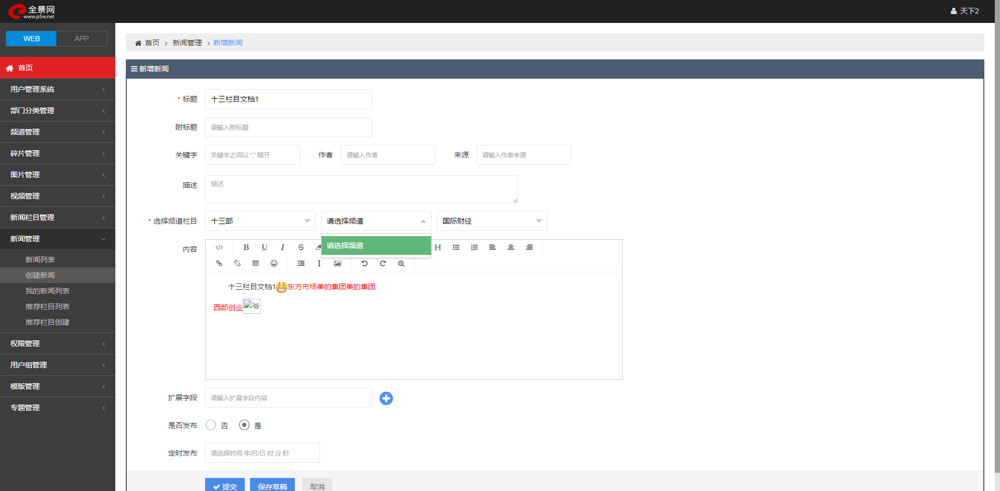 全景网
www.p5w.net
天下2
WEB APP
首页
用户管理系统
部门分类管理
频道管理
碎片管理
图片管理
视频管理
新闻栏目管理
新闻管理
新闻列表
创建新闻
我的新闻列表
推荐栏目列表
推荐栏目创建
权限管理
用户组管理
模版管理
专题管理
首页 > 新闻管理 > 新增新闻
新增新闻
* 标题 十三栏目文档1
附标题 请输入附标题
关键字 关键字之间以 “,” 隔开 作者 请输入作者 来源 请输入作者来源
描述 描述
* 选择频道栏目 十三部 请选择频道 国际财经
请选择频道
内容
</> B U I S H
十三栏目文档1东方市场美的集团美的集团
西部创业爷
扩展字段 请输入扩展字段内容
是否发布 否 是
定时发布 请选择时间 年/月/日 时:分:秒
提交 保存草稿 取消